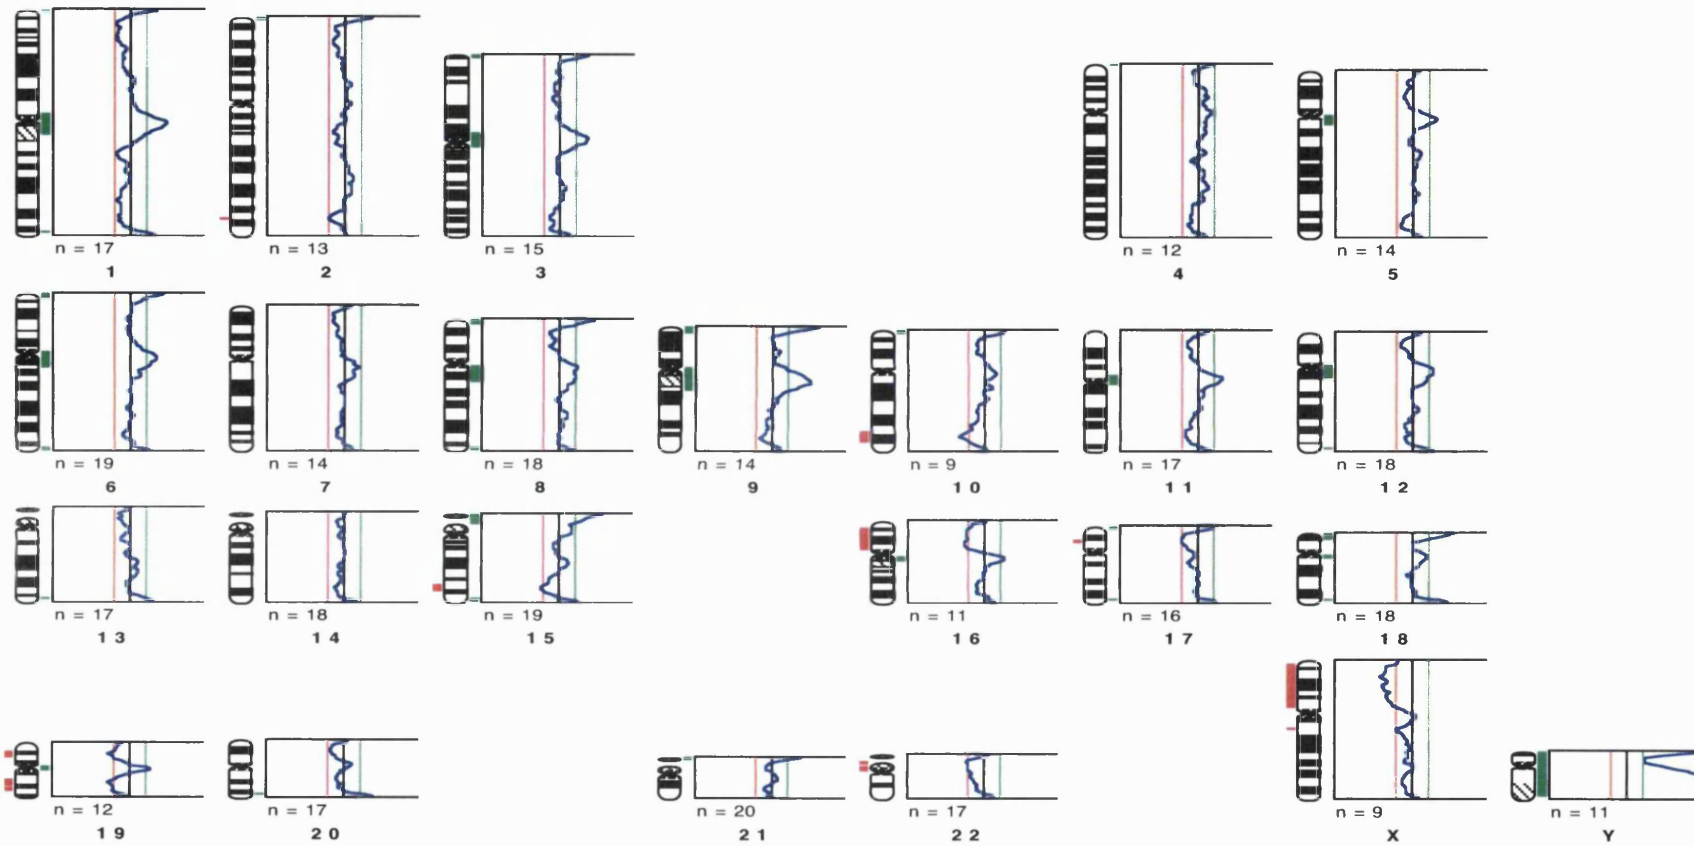 n = 17
n = 13
n = 15
n = 12
n = 14
1
2
3
4
5
n = 19
n = 14
n = 18
n = 14
n = 9
n = 17
n = 18
6
7
8
9
10
11
12
n = 17
n = 18
n = 19
n = 11
n = 16
n = 18
13
14
15
16
17
18
n = 12
n = 17
n = 20
n = 17
n = 9
n = 11
19
20
21
22
X
Y